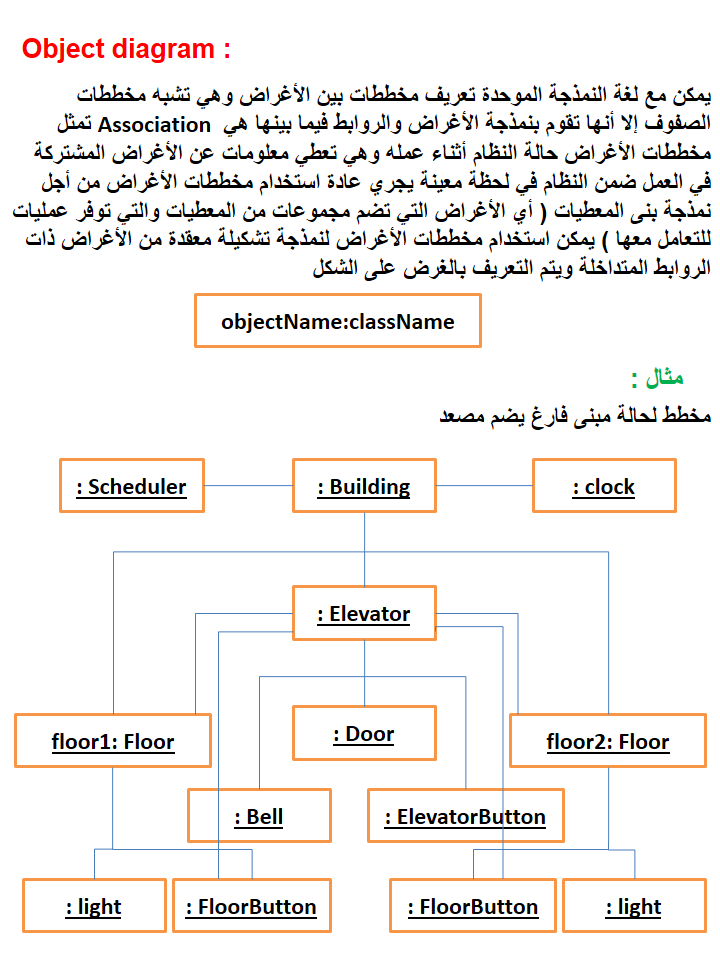 Object diagram :
يمكن مع لغة النمذجة الموحدة تعريف مخططات بين الأغراض وهي تشبه مخططات
الصفوف إلا أنها تقوم بنمذجة الأغراض والروابط فيما بينها هي Association تمثل
مخططات الأغراض حالة النظام أثناء عمله وهي تعطي معلومات عن الأغراض المشتركة
في العمل ضمن النظام في لحظة معينة يجري عادة استخدام مخططات الأغراض من أجل
نمذجة بنى المعطيات ( أي الأغراض التي تضم مجموعات من المعطيات والتي توفر عمليات
للتعامل معها ) يمكن استخدام مخططات الأغراض لنمذجة تشكيلة معقدة من الأغراض ذات
الروابط المتداخلة ويتم التعريف بالغرض على الشكل
objectName:className
مثال :
مخطط لحالة مبنى فارغ يضم مصعد
: Scheduler
: Building
: clock
: Elevator
floor1: Floor
: Door
floor2: Floor
: Bell
: ElevatorButton
: light
: FloorButton
: FloorButton
: light